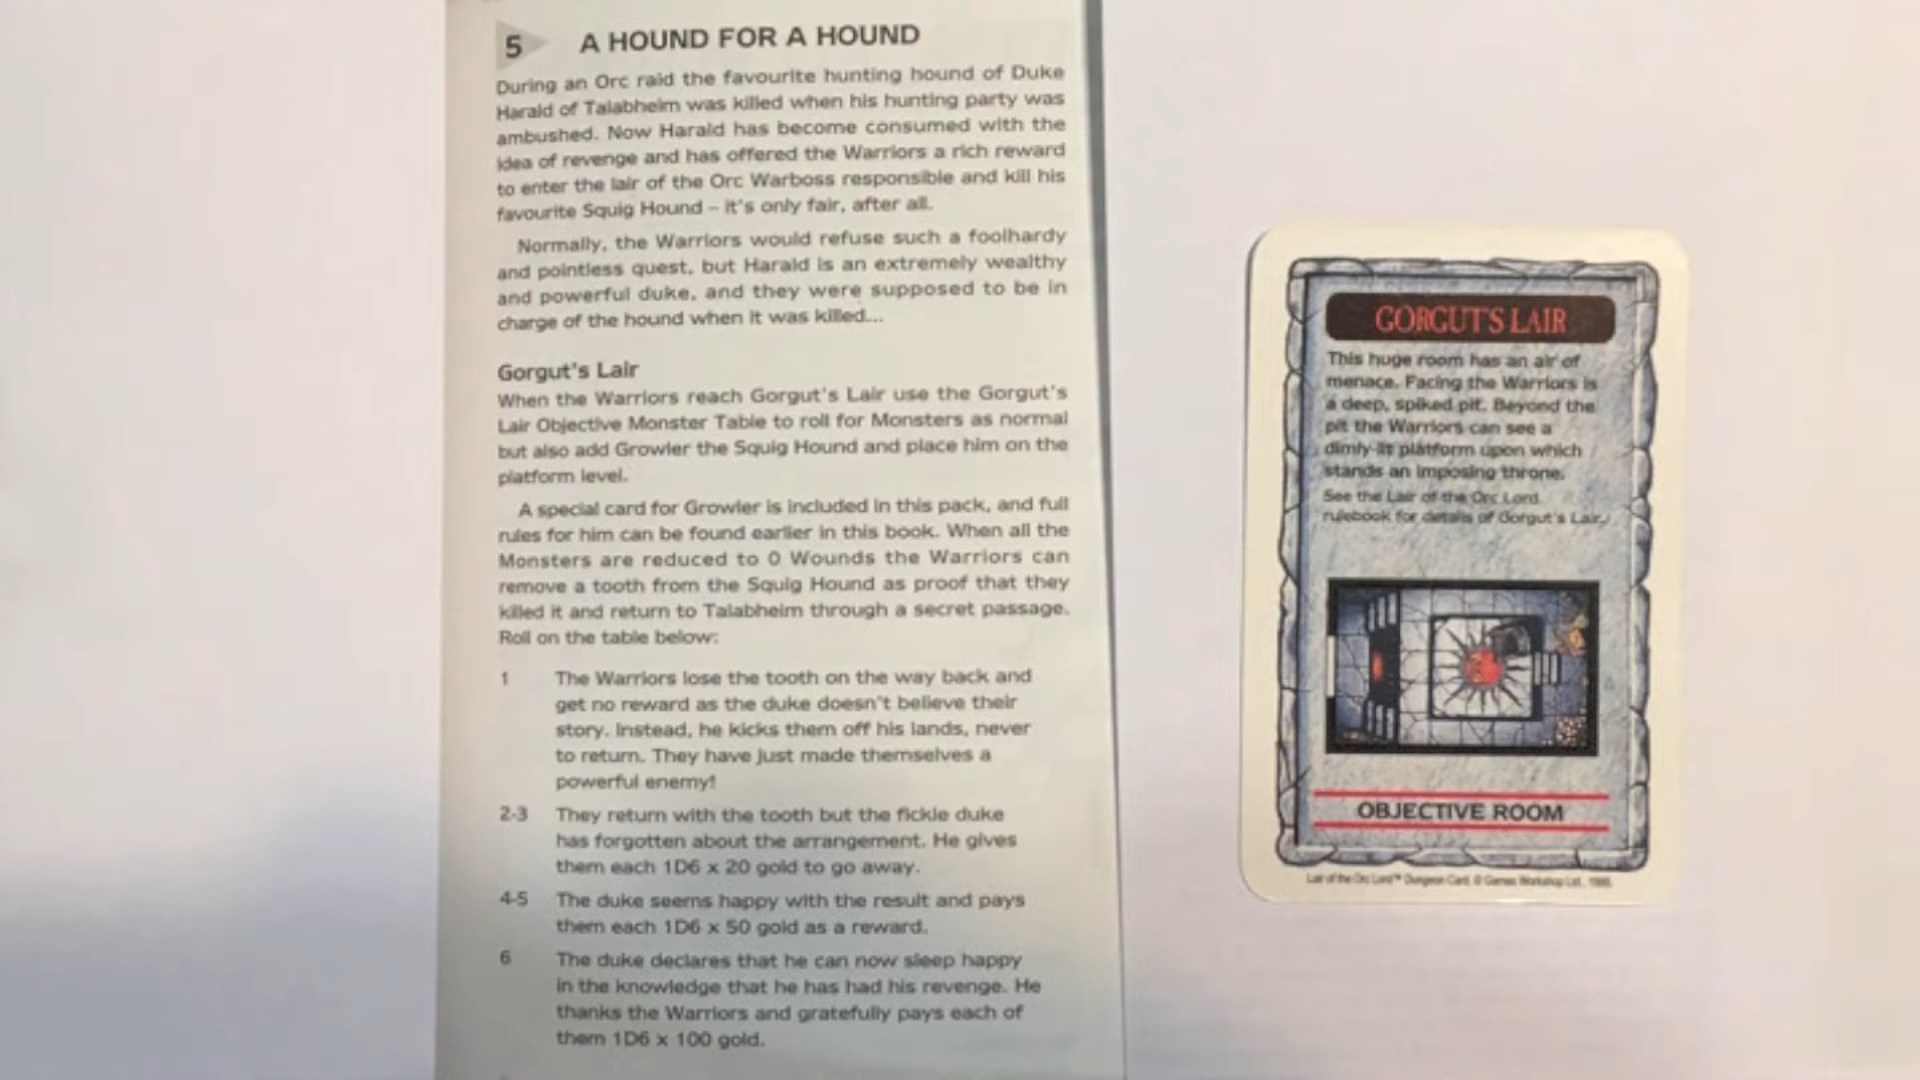 5 A HOUND FOR A HOUND
During an Orc raid the favourite hunting hound of Duke
Harald of Talabheim was killed when his hunting party was
ambushed. Now Harald has become consumed with the
idea of revenge and has offered the Warriors a rich reward
to enter the lair of the Orc Warboss responsible and kill his
favourite Squig Hound – it's only fair, after all.
Normally, the Warriors would refuse such a foolhardy
and pointless quest, but Harald is an extremely wealthy
and powerful duke, and they were supposed to be in
charge of the hound when it was killed...
Gorgut's Lair
When the Warriors reach Gorgut's Lair use the Gorgut's
Lair Objective Monster Table to roll for Monsters as normal
but also add Growler the Squig Hound and place him on the
platform level.
A special card for Growler is included in this pack, and full
rules for him can be found earlier in this book. When all the
Monsters are reduced to 0 Wounds the Warriors can
remove a tooth from the Squig Hound as proof that they
killed it and return to Talabheim through a secret passage.
Roll on the table below:
1 The Warriors lose the tooth on the way back and
get no reward as the duke doesn't believe their
story. Instead, he kicks them off his lands, never
to return. They have just made themselves a
powerful enemy!
2-3 They return with the tooth but the fickle duke
has forgotten about the arrangement. He gives
them each 1D6 x 20 gold to go away.
4-5 The duke seems happy with the result and pays
them each 1D6 x 50 gold as a reward.
6 The duke declares that he can now sleep happy
in the knowledge that he has had his revenge. He
thanks the Warriors and gratefully pays each of
them 1D6 x 100 gold.
GORGUT'S LAIR
This huge room has an air of
menace. Facing the Warriors is
a deep, spiked pit. Beyond the
pit the Warriors can see a
dimly-lit platform upon which
stands an imposing throne.
See the Lair of the Orc Lord
rulebook for details of Gorgut's Lair.
OBJECTIVE ROOM
Lair of the Orc Lord™ Dungeon Card. © Games Workshop Ltd.,